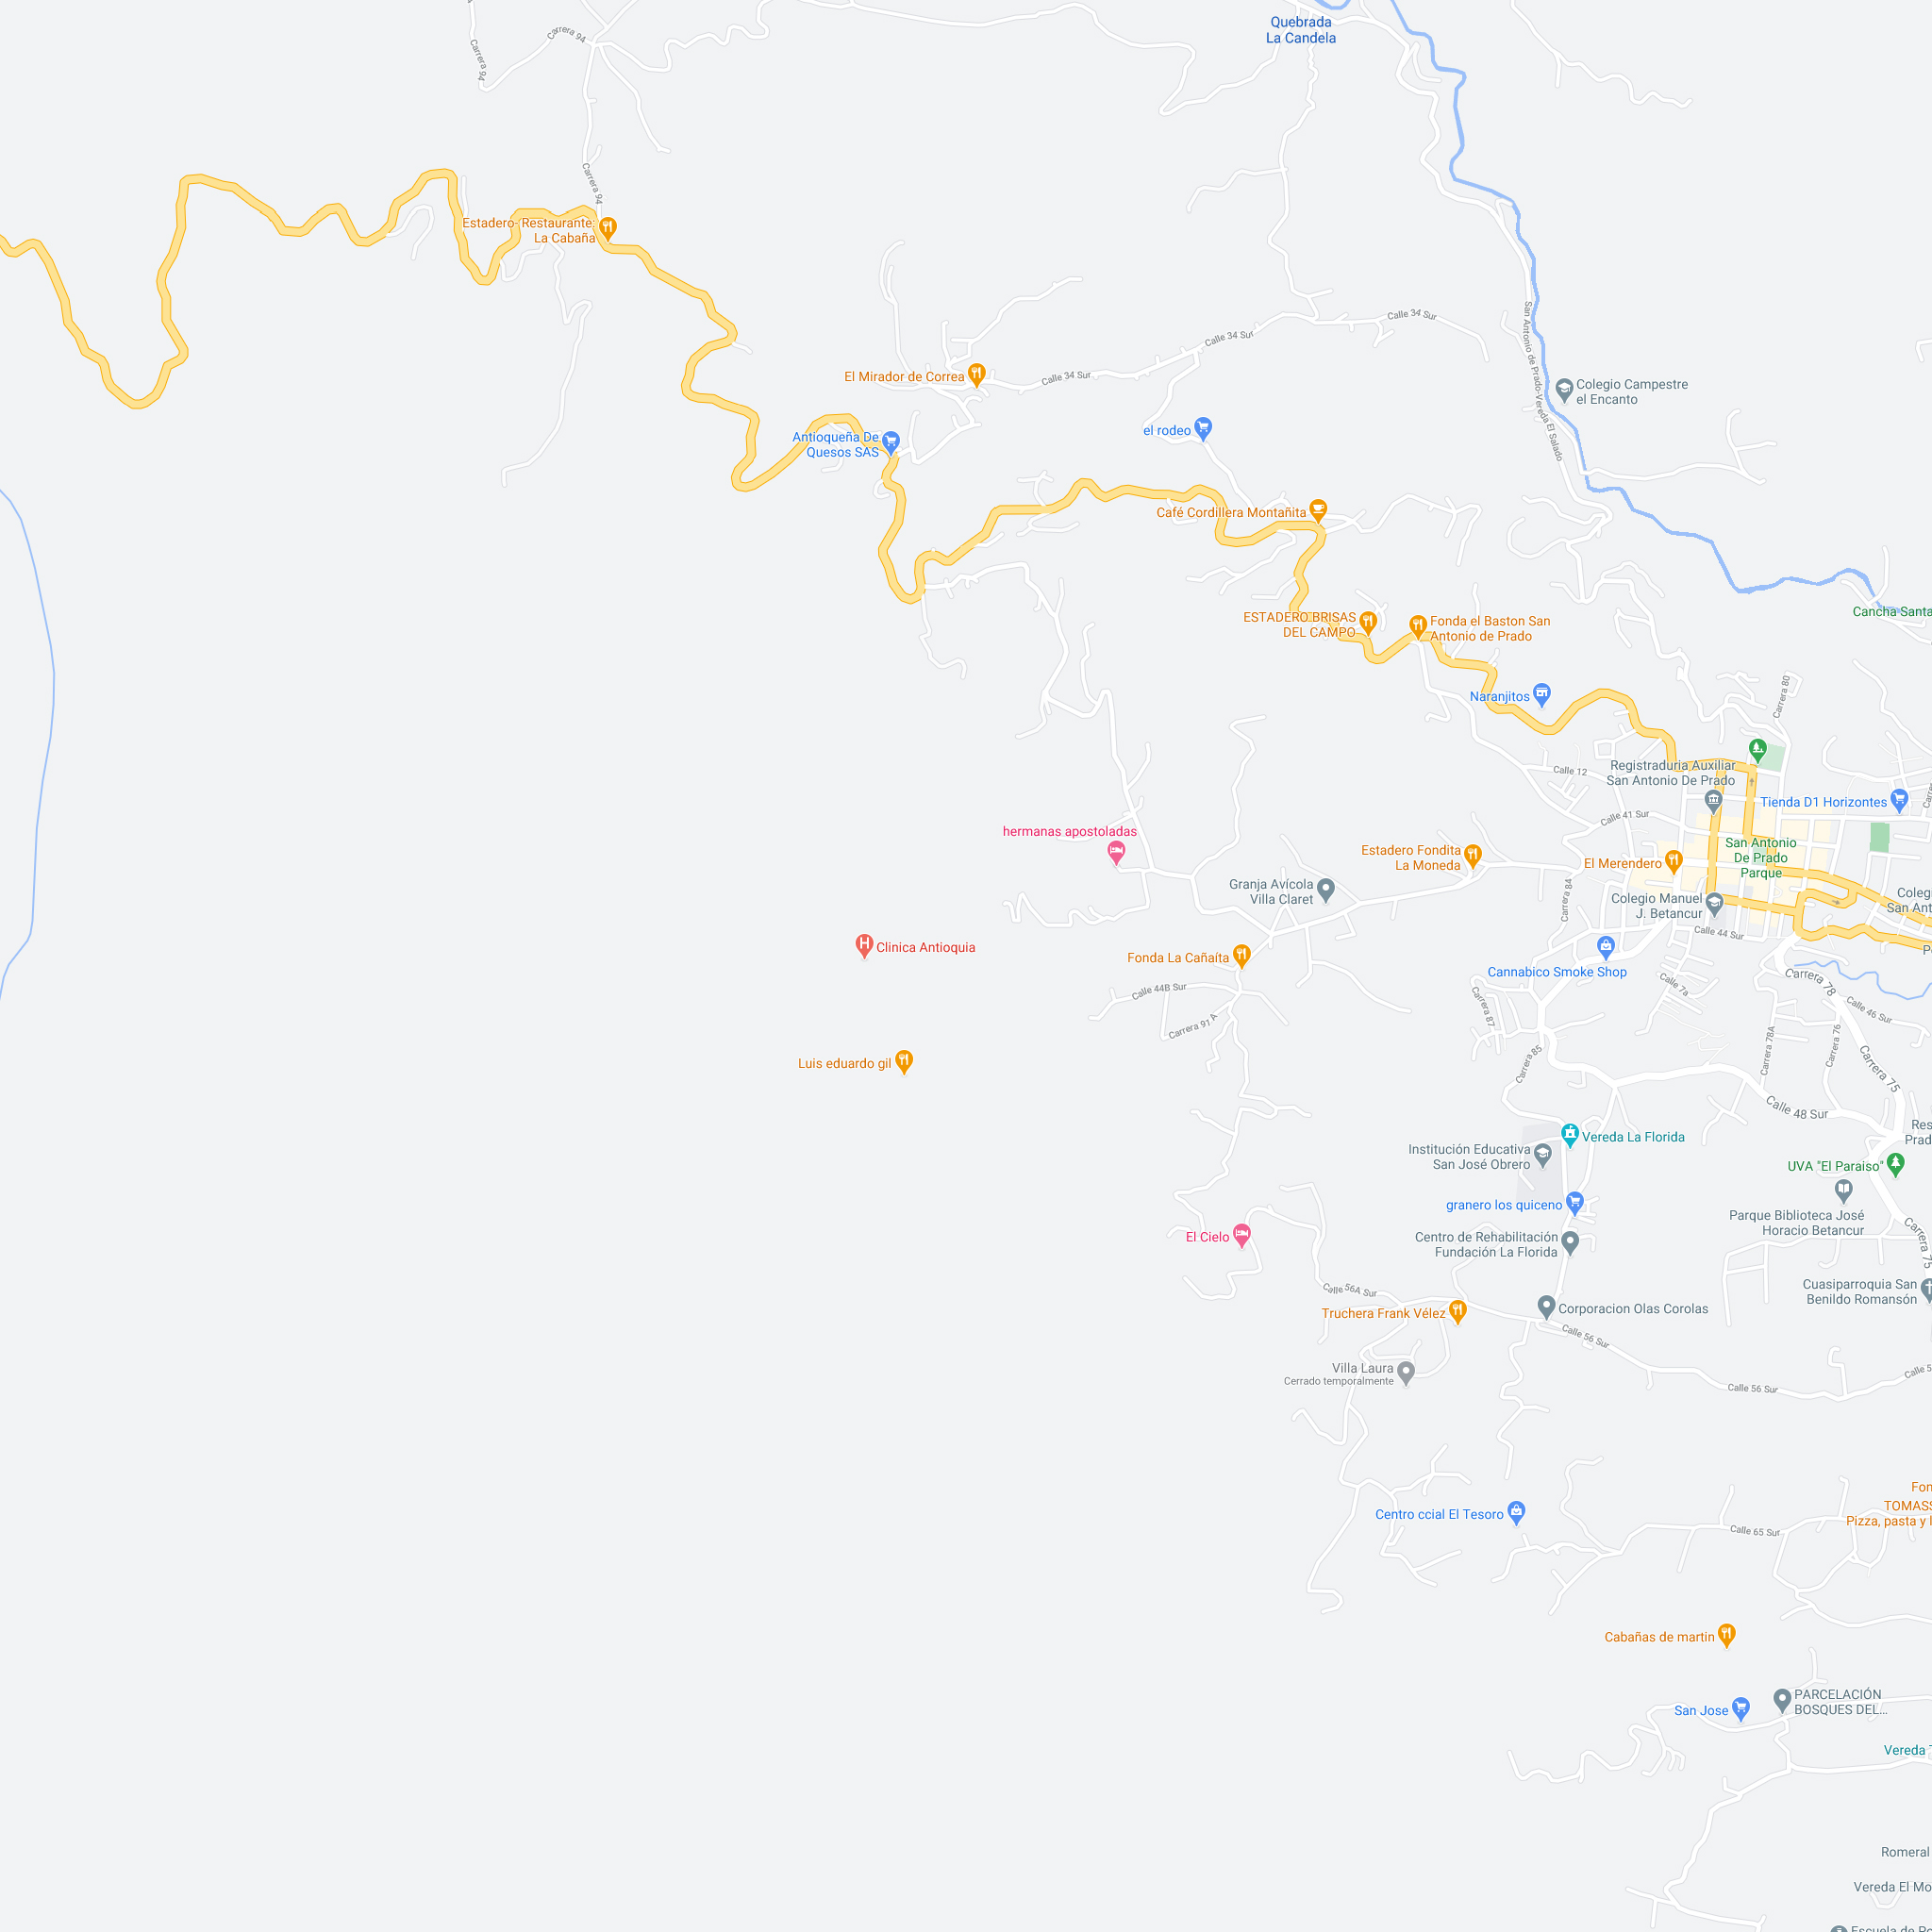 Quebrada
La Candela
Carrera 94
Carrera 94
Carrera 94
Estadero- Restaurante:
La Cabaña
Calle 34 Sur
Calle 34 Sur
Calle 34 Sur
San Antonio de Prado-Vereda El Salado
El Mirador de Correa
Colegio Campestre
el Encanto
Antioqueña De
Quesos SAS
el rodeo
Café Cordillera Montañita
ESTADERO BRISAS
DEL CAMPO
Fonda el Baston San
Antonio de Prado
Cancha Santa
Naranjitos
Carrera 80
Calle 12
Registraduria Auxiliar
San Antonio De Prado
Tienda D1 Horizontes
Calle 41 Sur
hermanas apostoladas
Estadero Fondita
La Moneda
El Merendero
San Antonio
De Prado
Parque
Granja Avícola
Villa Claret
Carrera 84
Colegio Manuel
J. Betancur
Coleg
San Ant
Calle 44 Sur
Clinica Antioquia
Fonda La Cañaíta
Cannabico Smoke Shop
Calle 44B Sur
Carrera 91 A
Carrera 87
Calle 7a
Carrera 78
Calle 46 Sur
Carrera 78A
Carrera 76
Carrera 75
Luis eduardo gil
Carrera 85
Calle 48 Sur
Res
Prad
Vereda La Florida
Institución Educativa
San José Obrero
UVA "El Paraiso"
granero los quiceno
Parque Biblioteca José
Horacio Betancur
El Cielo
Centro de Rehabilitación
Fundación La Florida
Carrera 75
Calle 56A Sur
Cuasiparroquia San
Benildo Romansón
Truchera Frank Vélez
Corporacion Olas Corolas
Calle 56 Sur
Villa Laura
Cerrado temporalmente
Calle 56 Sur
Calle 5
Fon
TOMASS
Pizza, pasta y
Centro ccial El Tesoro
Calle 65 Sur
Cabañas de martin
PARCELACIÓN
BOSQUES DEL...
San Jose
Vereda
Romeral
Vereda El Mo
Escuela de Po